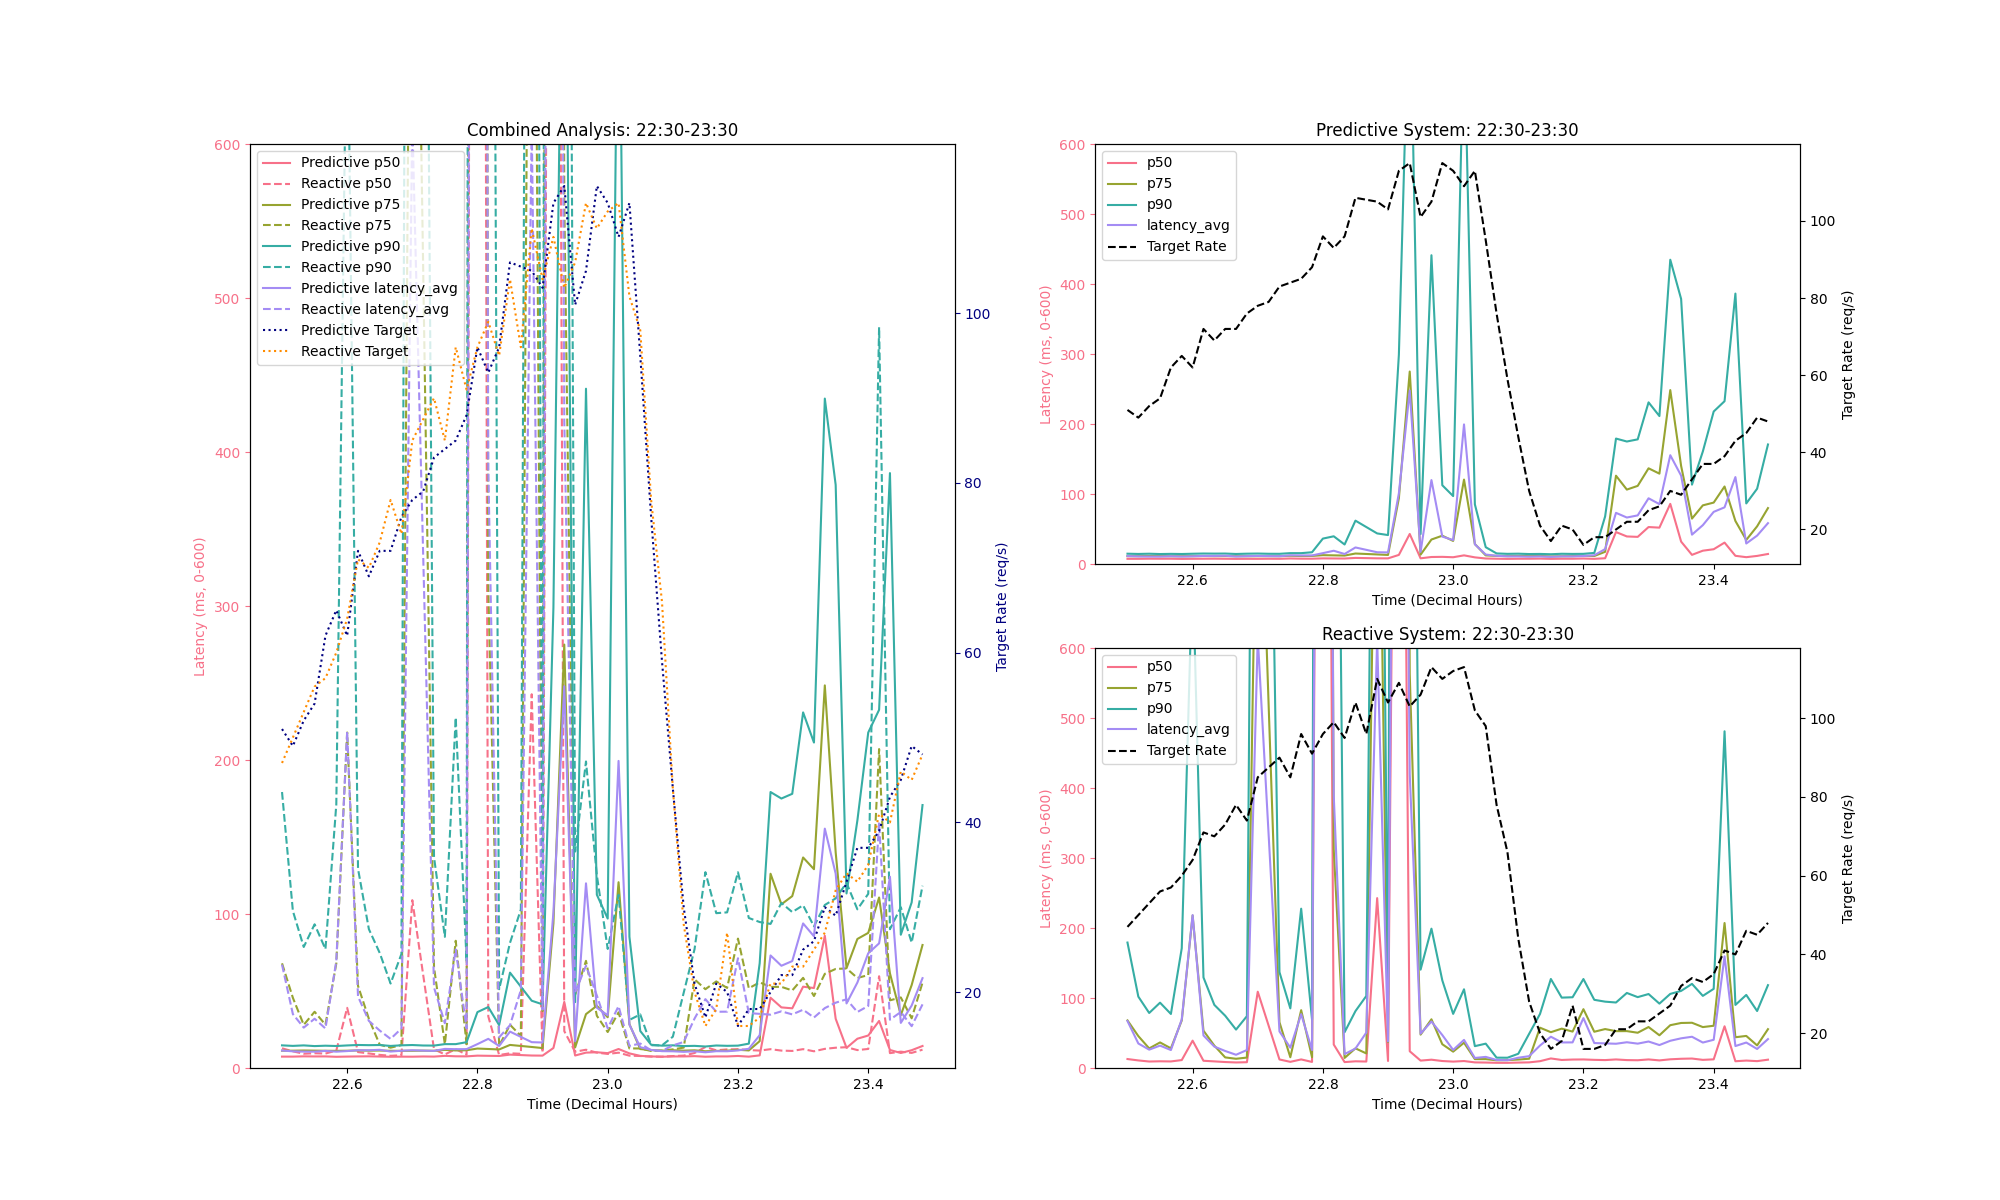 Combined Analysis: 22:30-23:30
600
500
400
300
200
100
0
Latency (ms, 0-600)
Predictive p50
Reactive p50
Predictive p75
Reactive p75
Predictive p90
Reactive p90
Predictive latency_avg
Reactive latency_avg
Predictive Target
Reactive Target
100
80
60
40
20
Target Rate (req/s)
22.6 22.8 23.0 23.2 23.4
Time (Decimal Hours)
Predictive System: 22:30-23:30
600
500
400
300
200
100
0
Latency (ms, 0-600)
p50
p75
p90
latency_avg
Target Rate
100
80
60
40
20
Target Rate (req/s)
22.6 22.8 23.0 23.2 23.4
Time (Decimal Hours)
Reactive System: 22:30-23:30
600
500
400
300
200
100
0
Latency (ms, 0-600)
p50
p75
p90
latency_avg
Target Rate
100
80
60
40
20
Target Rate (req/s)
22.6 22.8 23.0 23.2 23.4
Time (Decimal Hours)